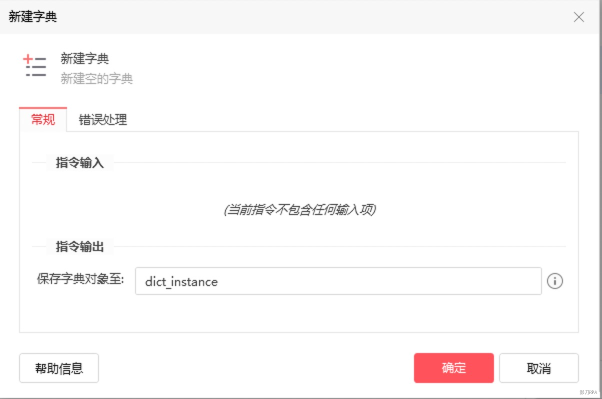 新建字典
新建字典
新建空的字典
常规 错误处理
指令输入
(当前指令不包含任何输入项)
指令输出
保存字典对象至: dict_instance
帮助信息 确定 取消